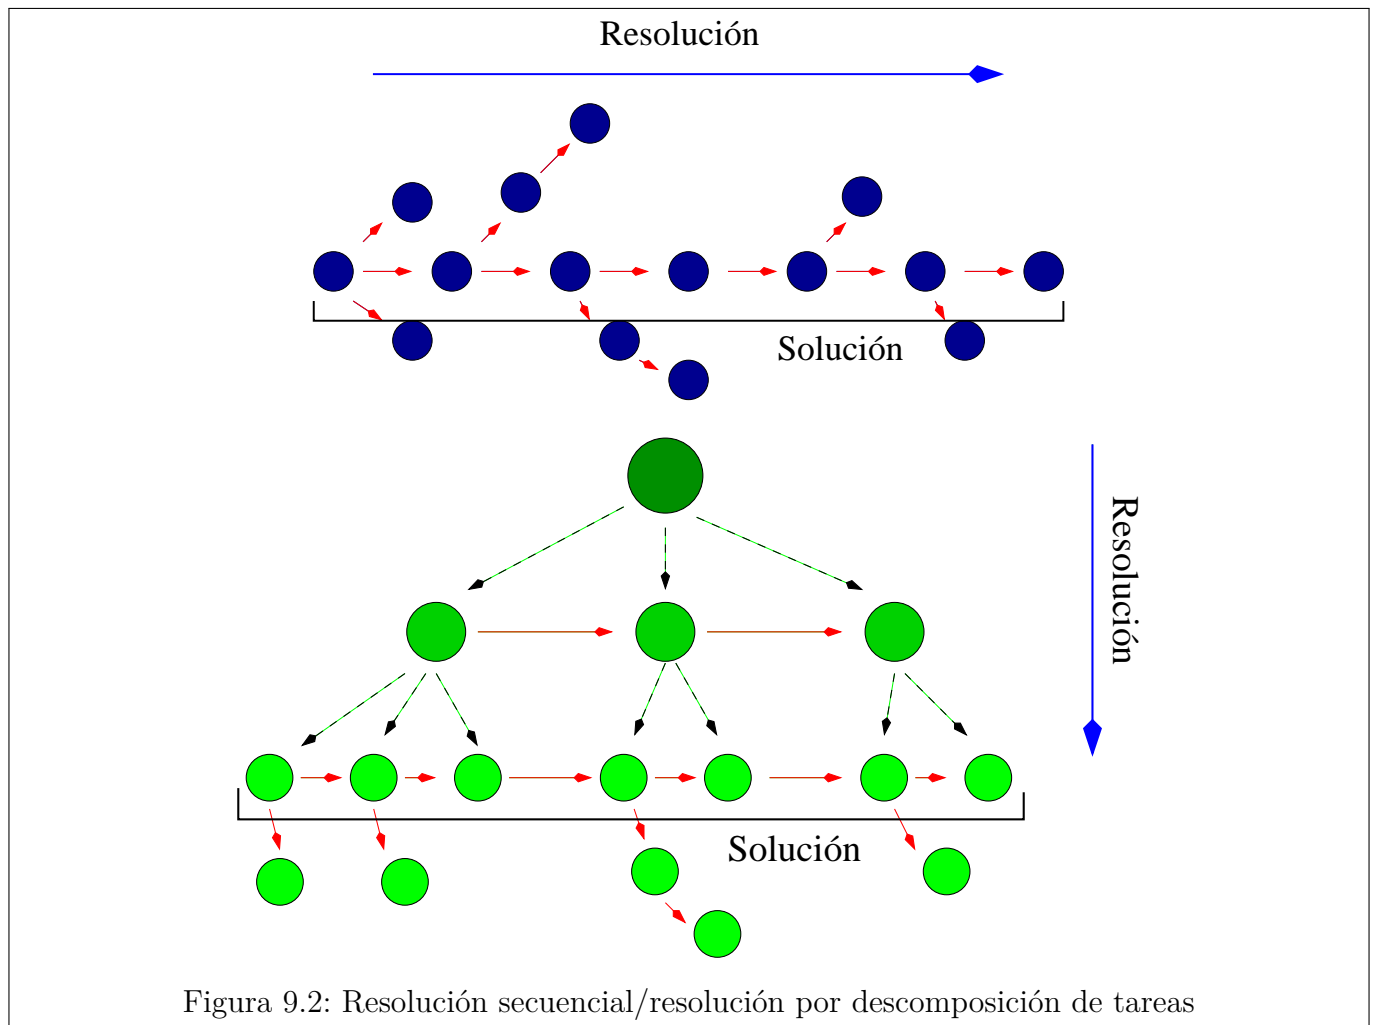 Resolución
Solución
Resolución
Solución
Figura 9.2: Resolución secuencial/resolución por descomposición de tareas